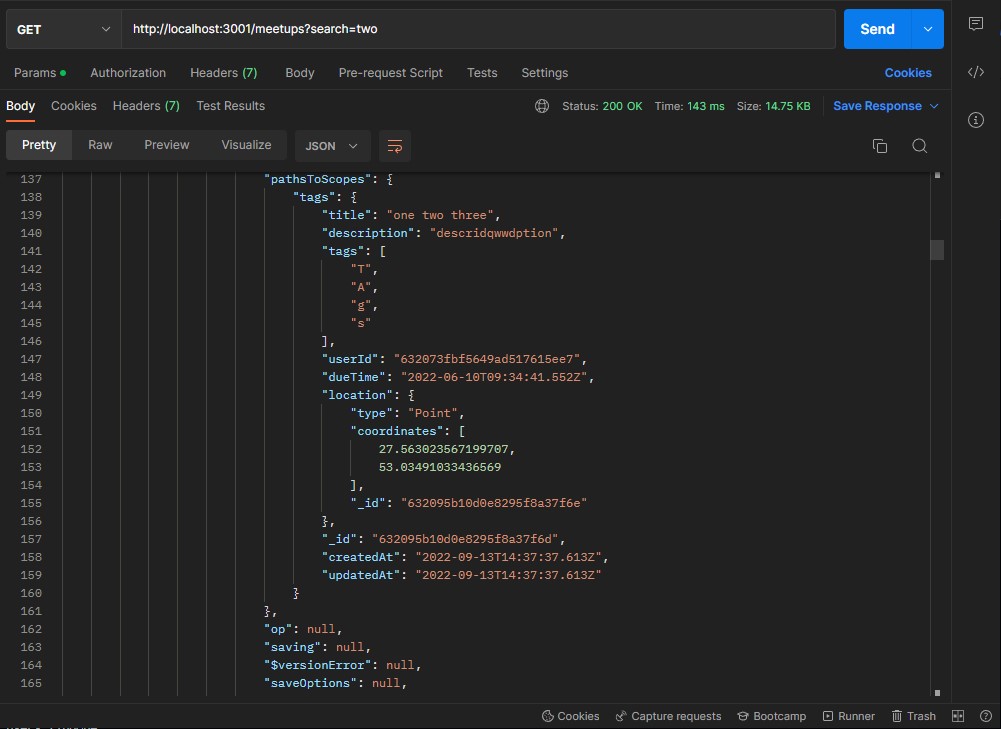 GET
http://localhost:3001/meetups?search=two
Send
Params
Authorization
Headers (7)
Body
Pre-request Script
Tests
Settings
Cookies
Body
Cookies
Headers (7)
Test Results
Status: 200 OK
Time: 143 ms
Size: 14.75 KB
Save Response
Pretty
Raw
Preview
Visualize
JSON
137 "pathsToScopes": {
138 "tags": {
139 "title": "one two three",
140 "description": "descridqwwdption",
141 "tags": [
142 "T",
143 "A",
144 "g",
145 "s"
146 ],
147 "userId": "632073fbf5649ad517615ee7",
148 "dueTime": "2022-06-10T09:34:41.552Z",
149 "location": {
150 "type": "Point",
151 "coordinates": [
152 27.563023567199707,
153 53.03491033436569
154 ],
155 "_id": "632095b10d0e8295f8a37f6e"
156 },
157 "_id": "632095b10d0e8295f8a37f6d",
158 "createdAt": "2022-09-13T14:37:37.613Z",
159 "updatedAt": "2022-09-13T14:37:37.613Z"
160 }
161 },
162 "op": null,
163 "saving": null,
164 "$versionError": null,
165 "saveOptions": null,
Cookies
Capture requests
Bootcamp
Runner
Trash